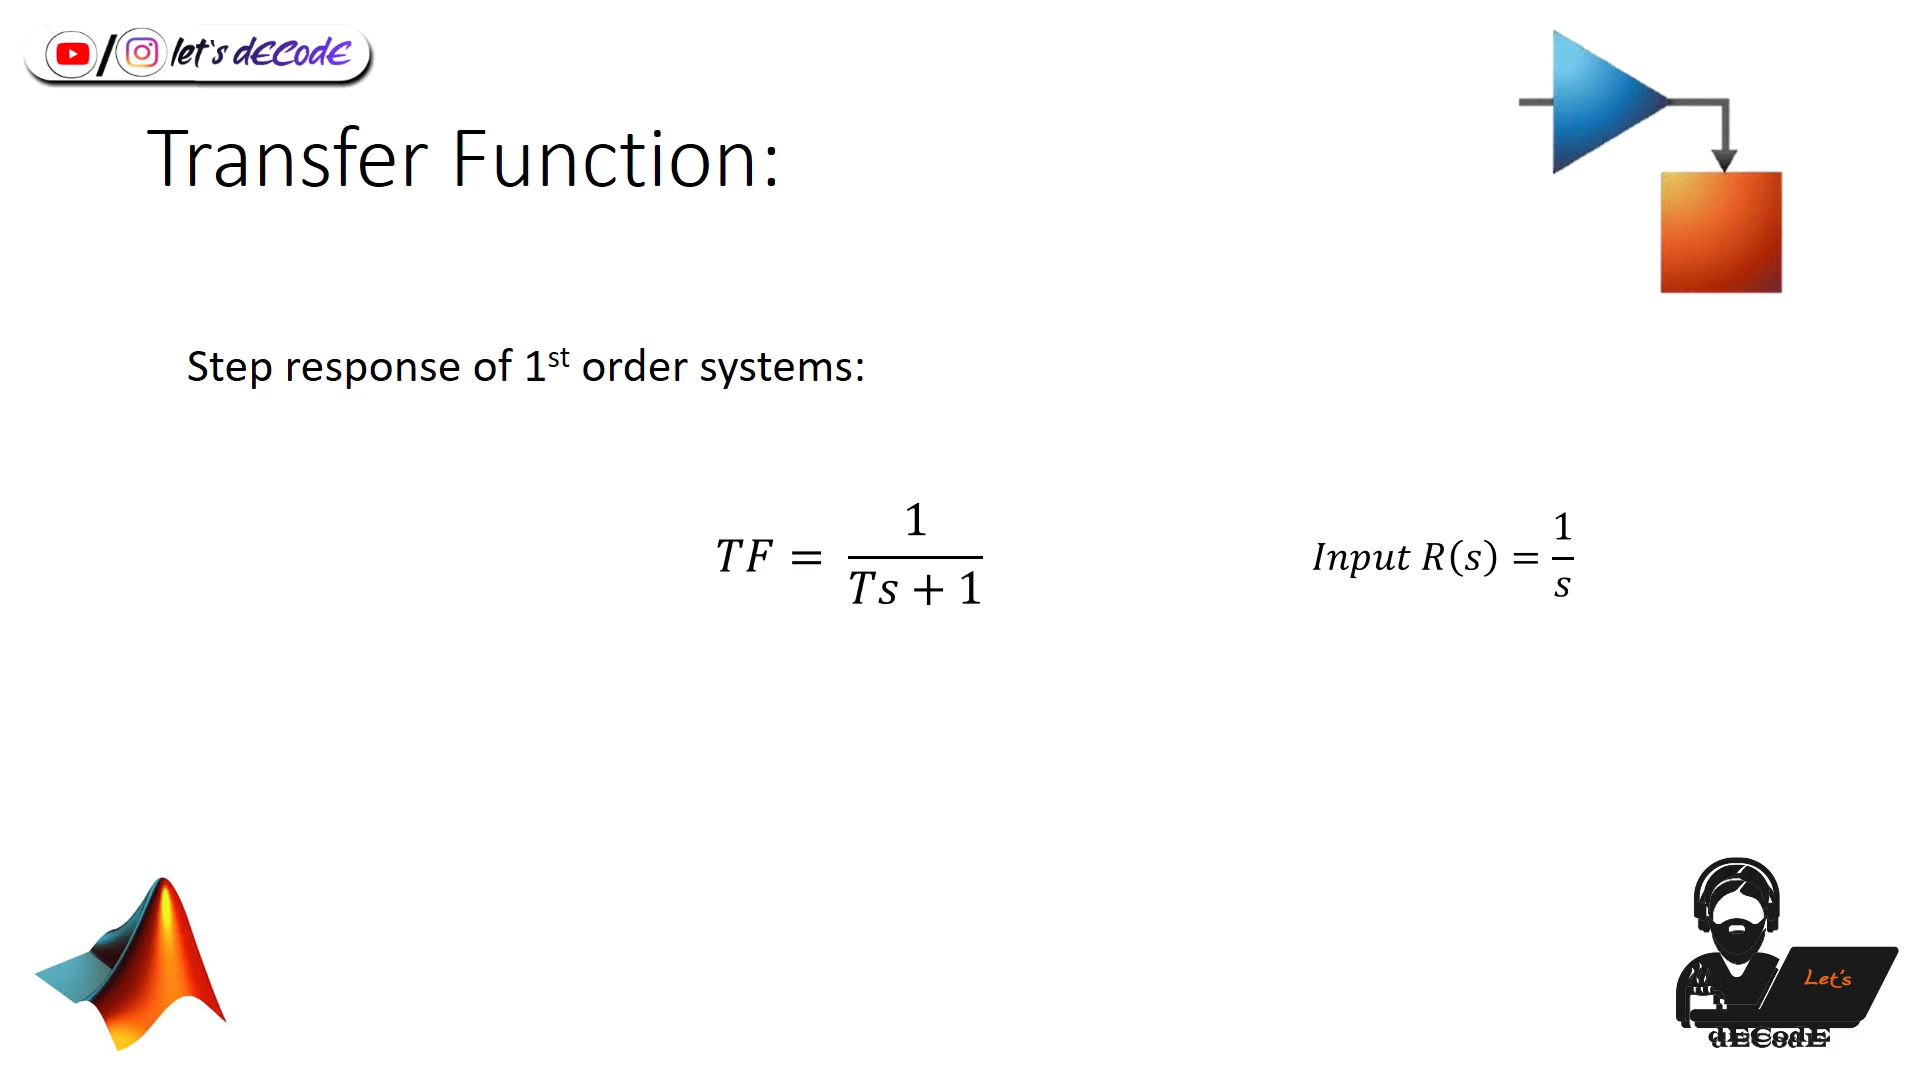 / let's dECodE
Transfer Function:
Step response of 1st order systems:
TF = 1/(Ts + 1)
Input R(s) = 1/s
Let's
dECodE